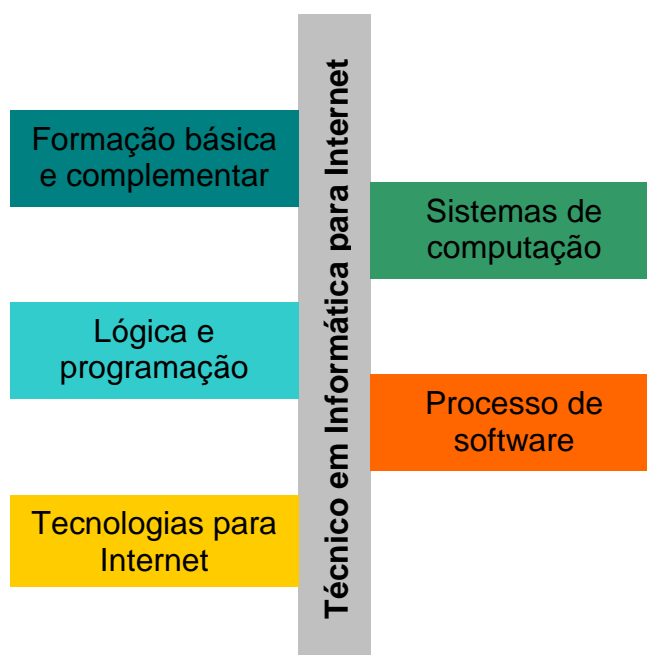 Técnico em Informática para Internet
Formação básica
e complementar
Sistemas de
computação
Lógica e
programação
Processo de
software
Tecnologias para
Internet